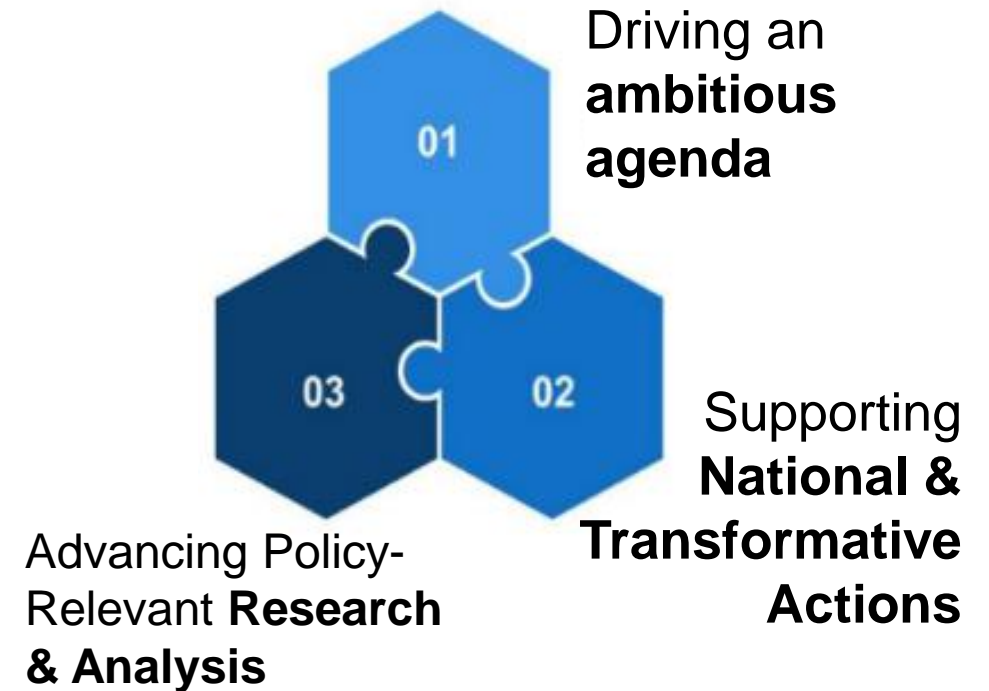 01
Driving an
ambitious
agenda
02
Supporting
National &
Transformative
Actions
03
Advancing Policy-
Relevant Research
& Analysis